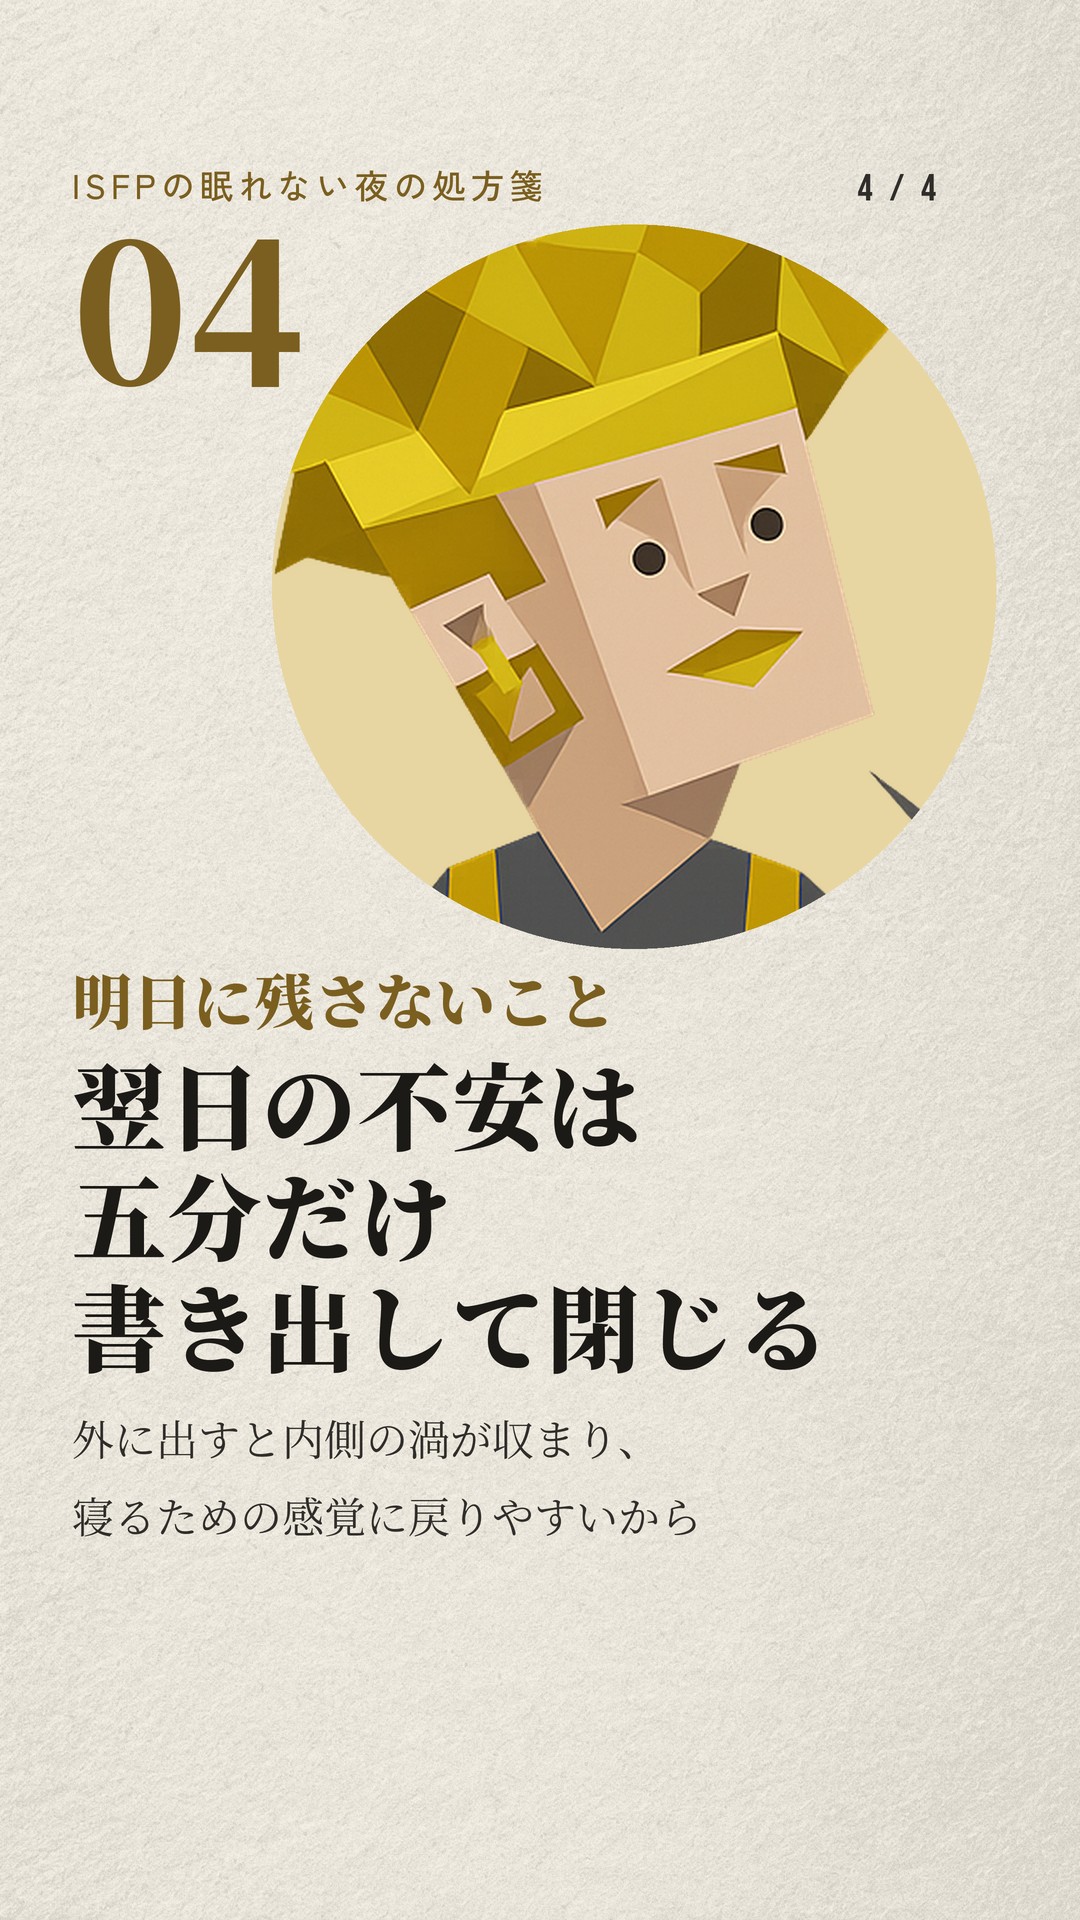 ISFPの眠れない夜の処方箋
4 / 4
04
明日に残さないこと
翌日の不安は
五分だけ
書き出して閉じる
外に出すと内側の渦が収まり、
寝るための感覚に戻りやすいから